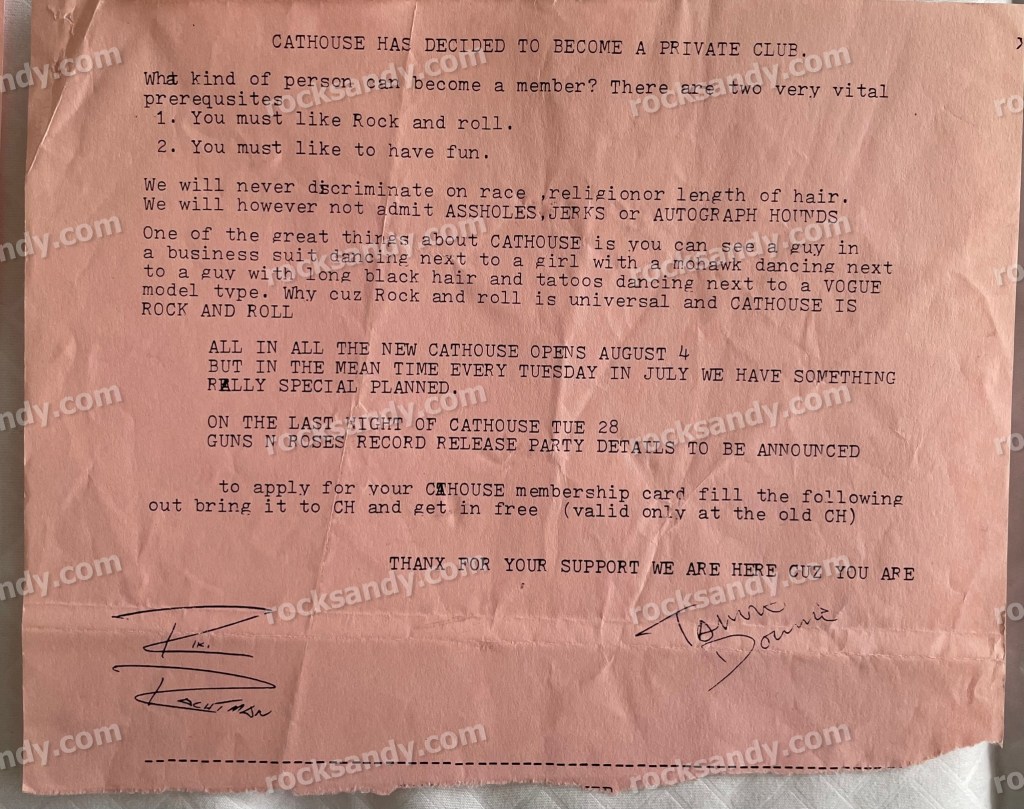 CATHOUSE HAS DECIDED TO BECOME A PRIVATE CLUB.
What kind of person can become a member? There are two very vital
prerequsites
1. You must like Rock and roll.
2. You must like to have fun.
We will never discriminate on race ,religionor length of hair.
We will however not admit ASSHOLES,JERKS or AUTOGRAPH HOUNDS
One of the great things about CATHOUSE is you can see a guy in
a business suit dancing next to a girl with a mohawk dancing next
to a guy with long black hair and tatoos dancing next to a VOGUE
model type. Why cuz Rock and roll is universal and CATHOUSE IS
ROCK AND ROLL
ALL IN ALL THE NEW CATHOUSE OPENS AUGUST 4
BUT IN THE MEAN TIME EVERY TUESDAY IN JULY WE HAVE SOMETHING
REALLY SPECIAL PLANNED.
ON THE LAST NIGHT OF CATHOUSE TUE 28
GUNS N ROSES RECORD RELEASE PARTY DETAILS TO BE ANNOUNCED
to apply for your CATHOUSE membership card fill the following
out bring it to CH and get in free (valid only at the old CH)
THANX FOR YOUR SUPPORT WE ARE HERE CUZ YOU ARE
RIKI
RACHTMAN
rocksandy.com